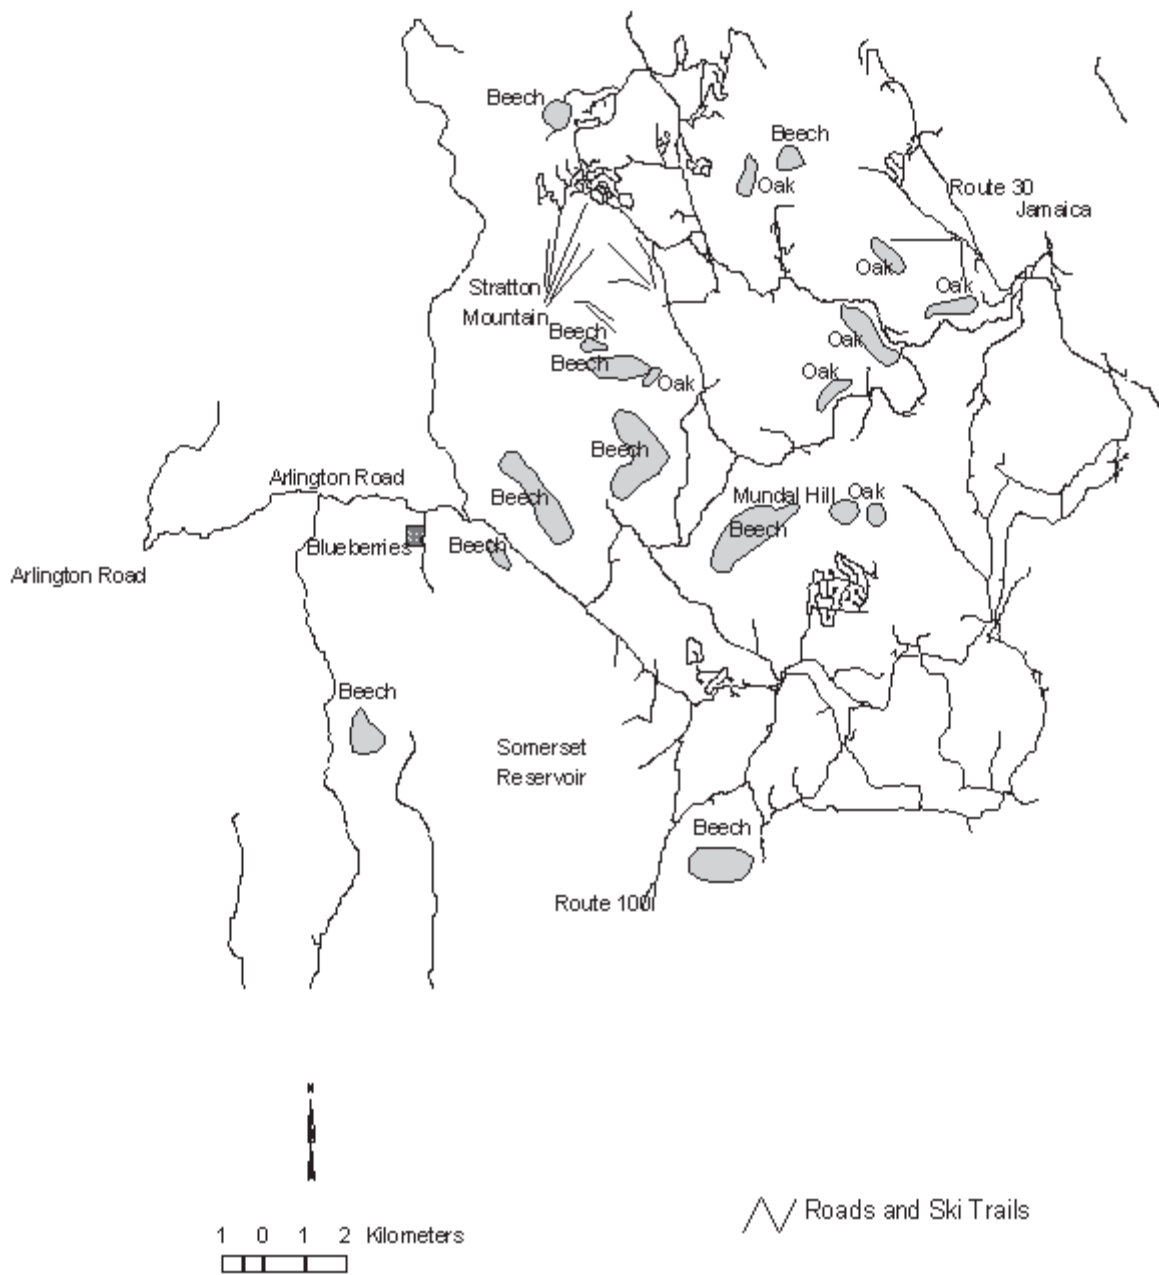 Beech
Beech
Oak
Route 30
Jamaica
Oak
Stratton
Mountain
Oak
Beech
Oak
Beech
Oak
Oak
Beech
Arlington Road
Beech
Mundal Hill
Oak
Beech
Blueberries
Beech
Arlington Road
Beech
Somerset
Reservoir
Beech
Route 100
N
1 0 1 2 Kilometers
Roads and Ski Trails